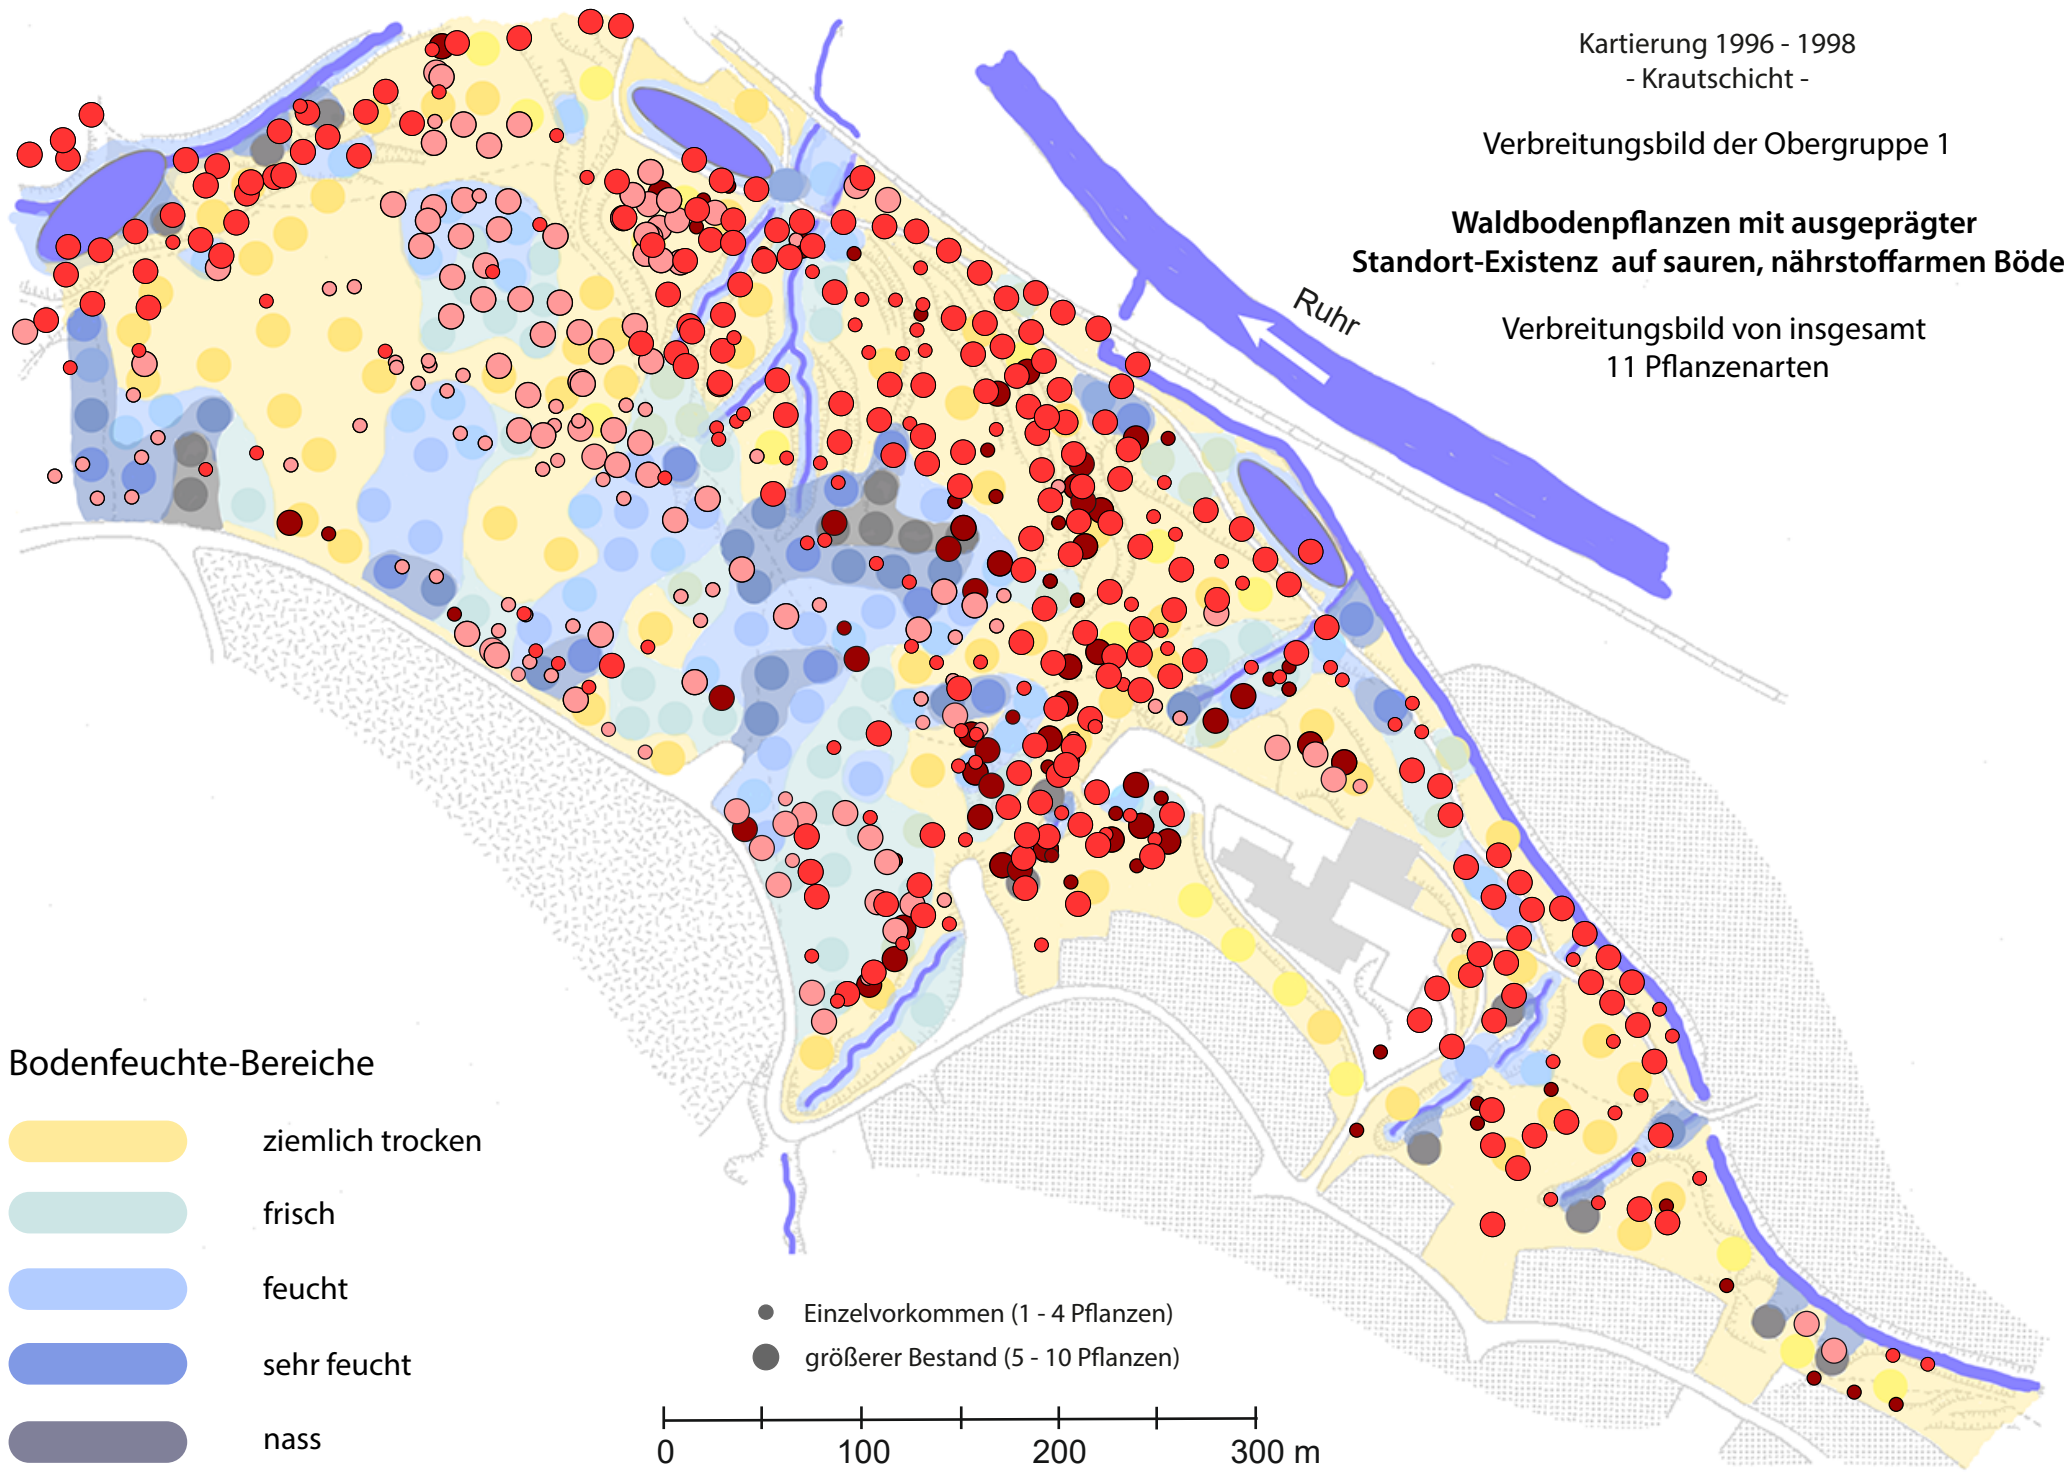 Kartierung 1996 - 1998
- Krautschicht -
Verbreitungsbild der Obergruppe 1
Waldbodenpflanzen mit ausgeprägter
Standort-Existenz auf sauren, nährstoffarmen Böde
Verbreitungsbild von insgesamt
11 Pflanzenarten
Ruhr
Bodenfeuchte-Bereiche
ziemlich trocken
frisch
feucht
sehr feucht
nass
Einzelvorkommen (1 - 4 Pflanzen)
größerer Bestand (5 - 10 Pflanzen)
0 100 200 300 m